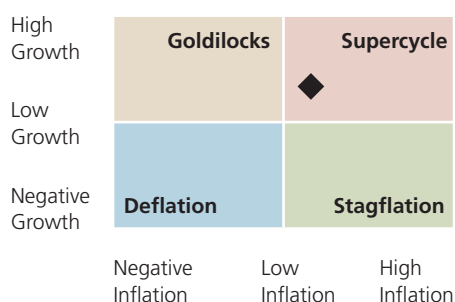 High
Growth
Goldilocks
Supercycle
Low
Growth
Negative
Growth
Deflation
Stagflation
Negative
Inflation
Low
Inflation
High
Inflation